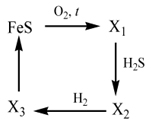 FeS O₂, t X₁
H₂S
X₃ H₂ X₂